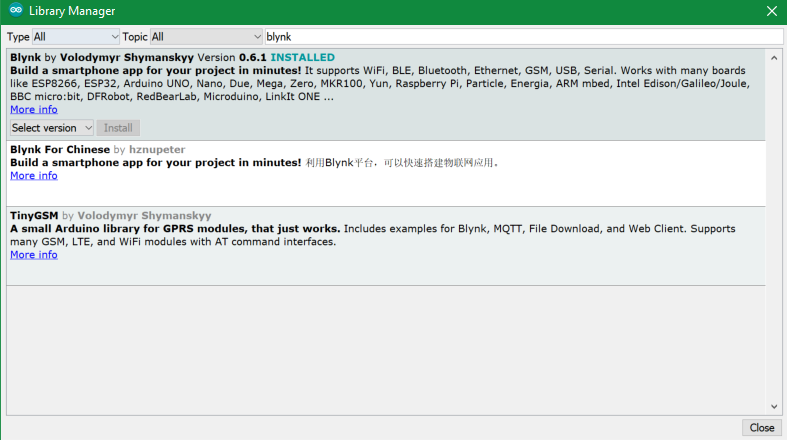 Library Manager
Type All Topic All blynk
Blynk by Volodymyr Shymanskyy Version 0.6.1 INSTALLED
Build a smartphone app for your project in minutes! It supports WiFi, BLE, Bluetooth, Ethernet, GSM, USB, Serial. Works with many boards
like ESP8266, ESP32, Arduino UNO, Nano, Due, Mega, Zero, MKR100, Yun, Raspberry Pi, Particle, Energia, ARM mbed, Intel Edison/Galileo/Joule,
BBC micro:bit, DFRobot, RedBearLab, Microduino, LinkIt ONE ...
More info
Select version Install
Blynk For Chinese by hznupeter
Build a smartphone app for your project in minutes! 利用Blynk平台，可以快速搭建物联网应用。
More info
TinyGSM by Volodymyr Shymanskyy
A small Arduino library for GPRS modules, that just works. Includes examples for Blynk, MQTT, File Download, and Web Client. Supports
many GSM, LTE, and WiFi modules with AT command interfaces.
More info
Close